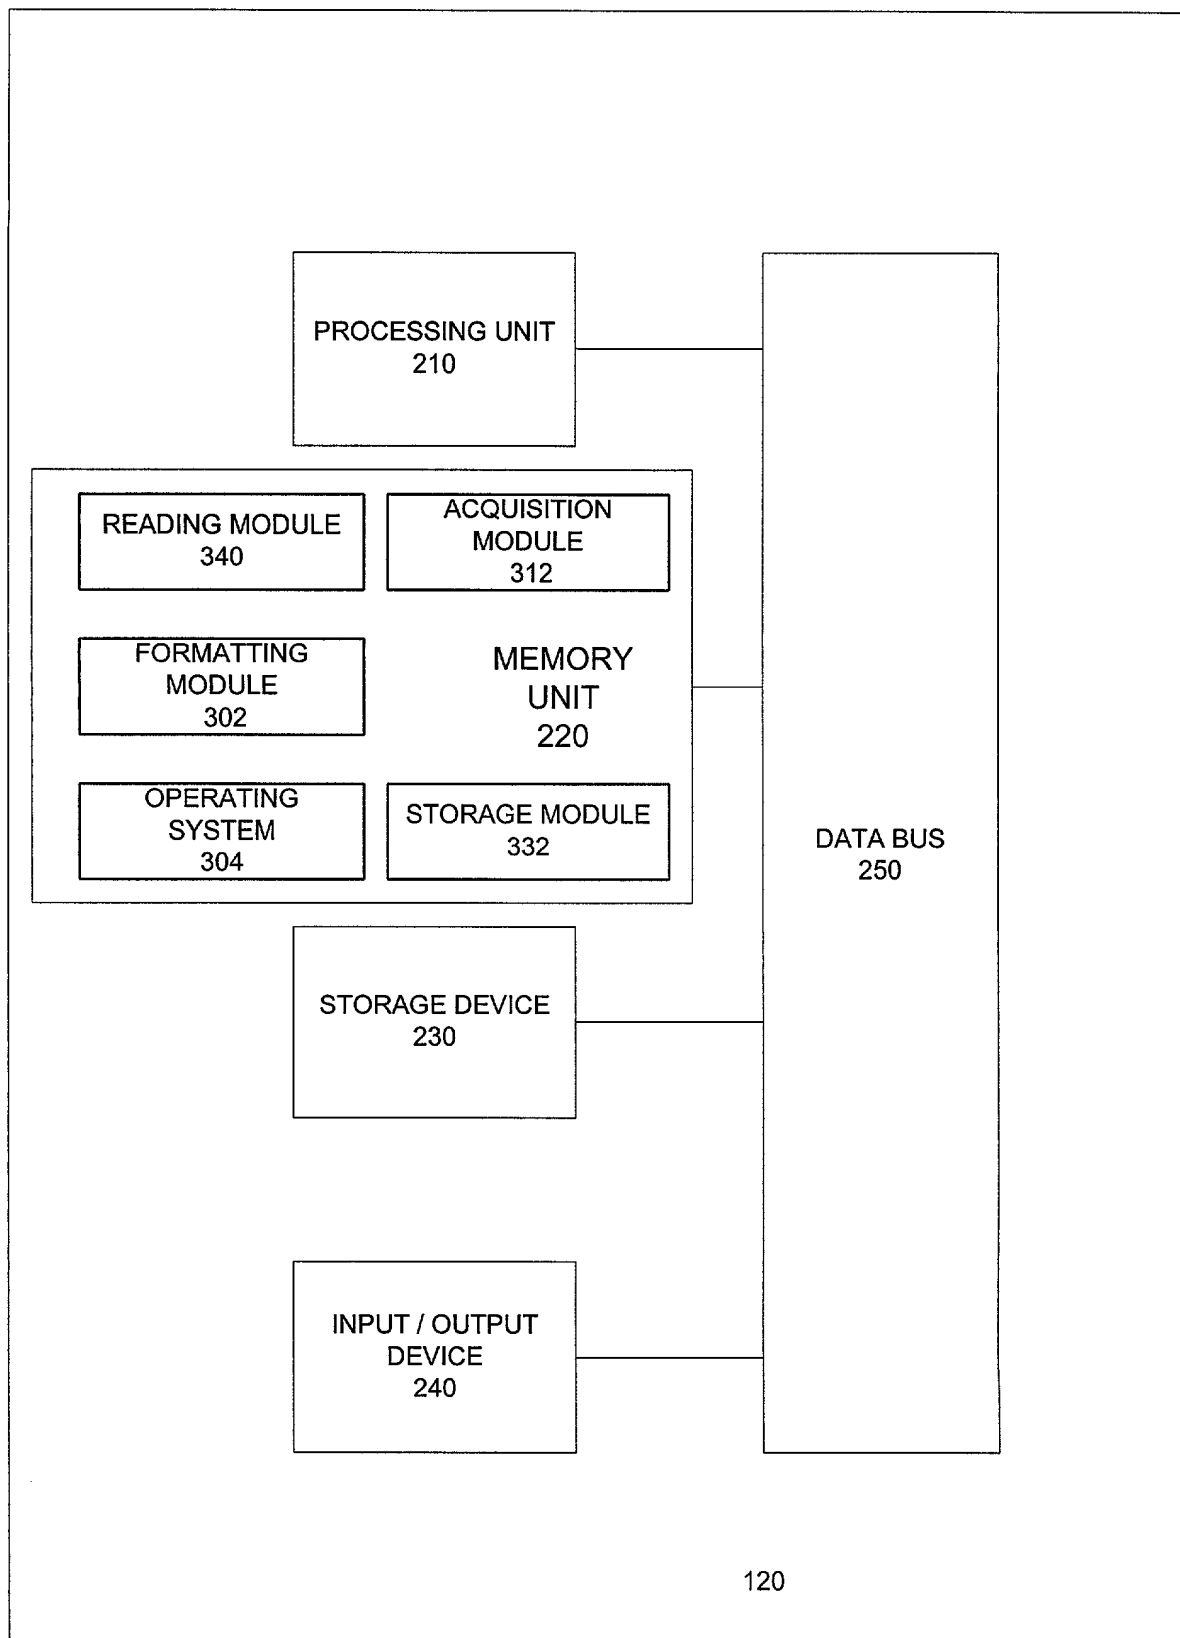 PROCESSING UNIT
210
READING MODULE
340
ACQUISITION
MODULE
312
FORMATTING
MODULE
302
MEMORY
UNIT
220
OPERATING
SYSTEM
304
STORAGE MODULE
332
DATA BUS
250
STORAGE DEVICE
230
INPUT / OUTPUT
DEVICE
240
120